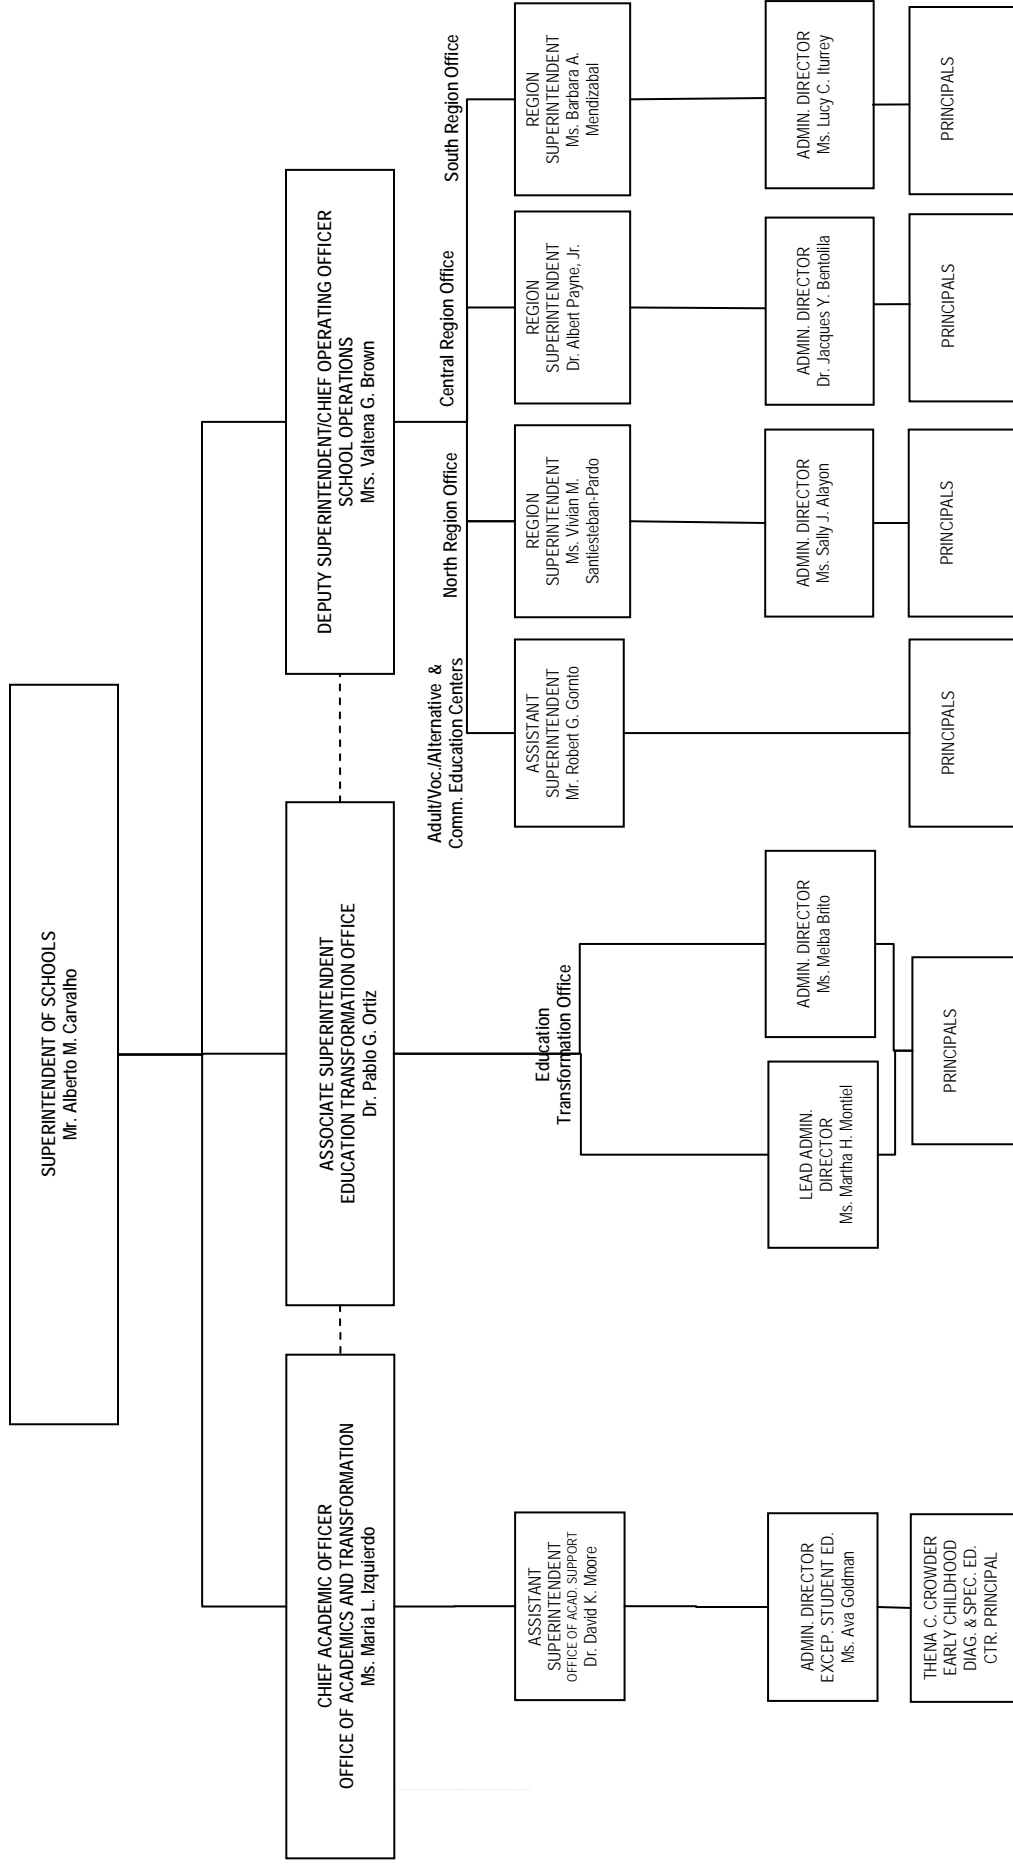 SUPERINTENDENT OF SCHOOLS
Mr. Alberto M. Carvalho
CHIEF ACADEMIC OFFICER
OFFICE OF ACADEMICS AND TRANSFORMATION
Ms. Maria L. Izquierdo
ASSOCIATE SUPERINTENDENT
EDUCATION TRANSFORMATION OFFICE
Dr. Pablo G. Ortiz
DEPUTY SUPERINTENDENT/CHIEF OPERATING OFFICER
SCHOOL OPERATIONS
Mrs. Valtena G. Brown
Adult/Voc./Alternative &
Comm. Education Centers
North Region Office
Central Region Office
South Region Office
ASSISTANT
SUPERINTENDENT
OFFICE OF ACAD. SUPPORT
Dr. David K. Moore
Education
Transformation Office
ASSISTANT
SUPERINTENDENT
Mr. Robert G. Gornto
REGION
SUPERINTENDENT
Ms. Vivian M.
Santiesteban-Pardo
REGION
SUPERINTENDENT
Dr. Albert Payne, Jr.
REGION
SUPERINTENDENT
Ms. Barbara A.
Mendizabal
ADMIN. DIRECTOR
EXCEP. STUDENT ED.
Ms. Ava Goldman
LEAD ADMIN.
DIRECTOR
Ms. Martha H. Montiel
ADMIN. DIRECTOR
Ms. Melba Brito
ADMIN. DIRECTOR
Ms. Sally J. Alayon
ADMIN. DIRECTOR
Dr. Jacques Y. Bentolila
ADMIN. DIRECTOR
Ms. Lucy C. Iturrey
THENA C. CROWDER
EARLY CHILDHOOD
DIAG. & SPEC. ED.
CTR. PRINCIPAL
PRINCIPALS
PRINCIPALS
PRINCIPALS
PRINCIPALS
PRINCIPALS